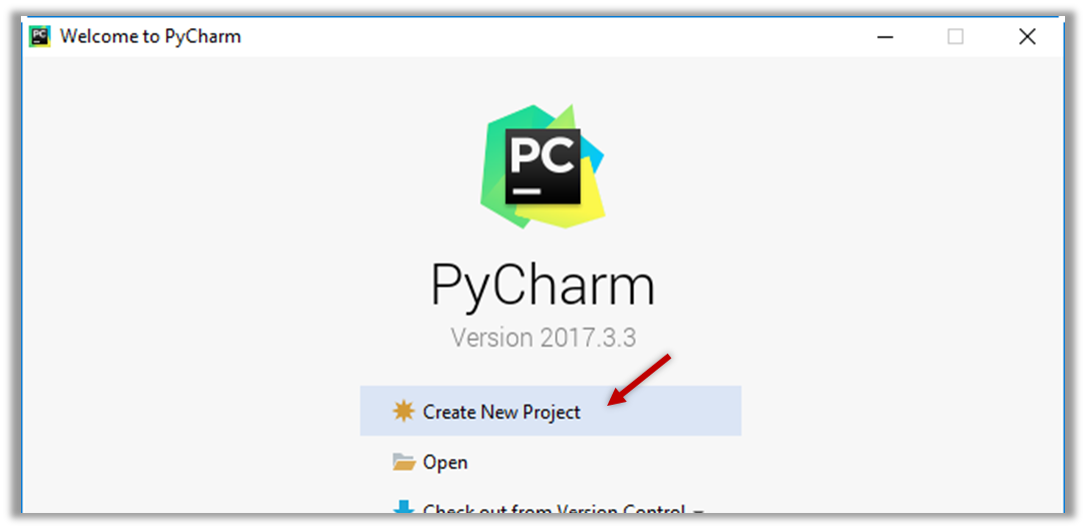 Welcome to PyCharm
PC
PyCharm
Version 2017.3.3
Create New Project
Open
Check out from Version Control